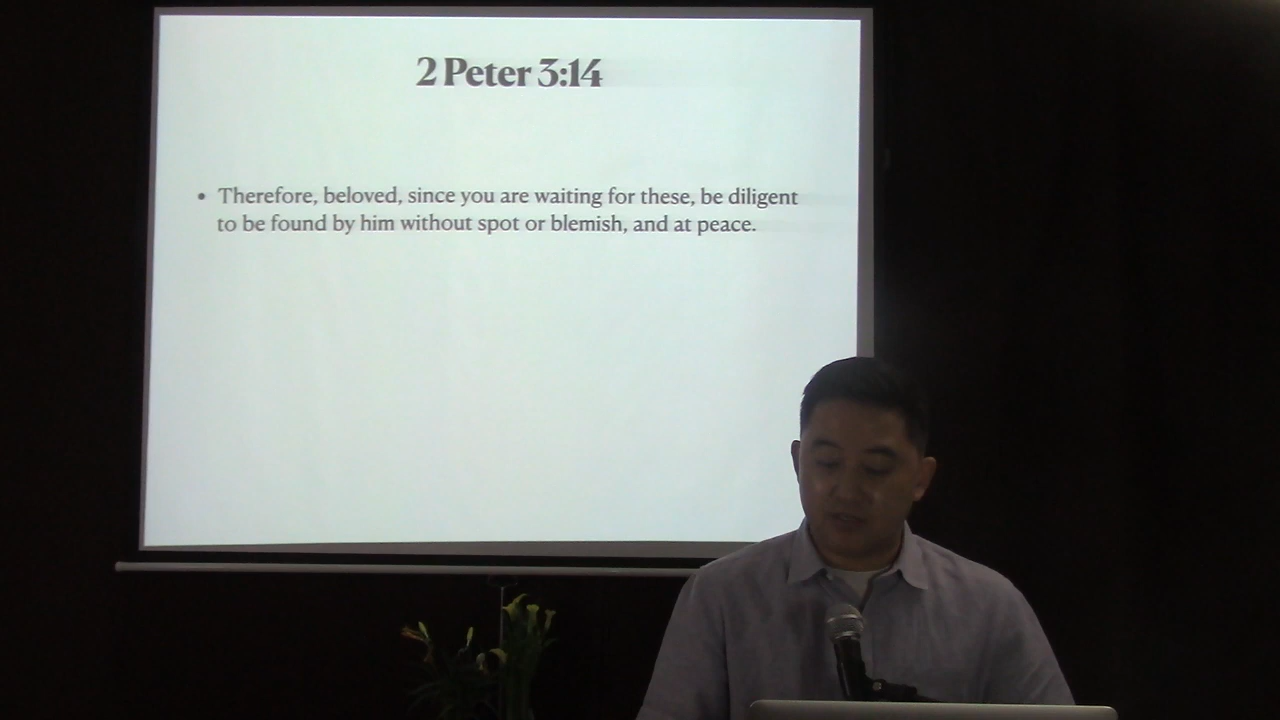 2 Peter 3:14
• Therefore, beloved, since you are waiting for these, be diligent
to be found by him without spot or blemish, and at peace.